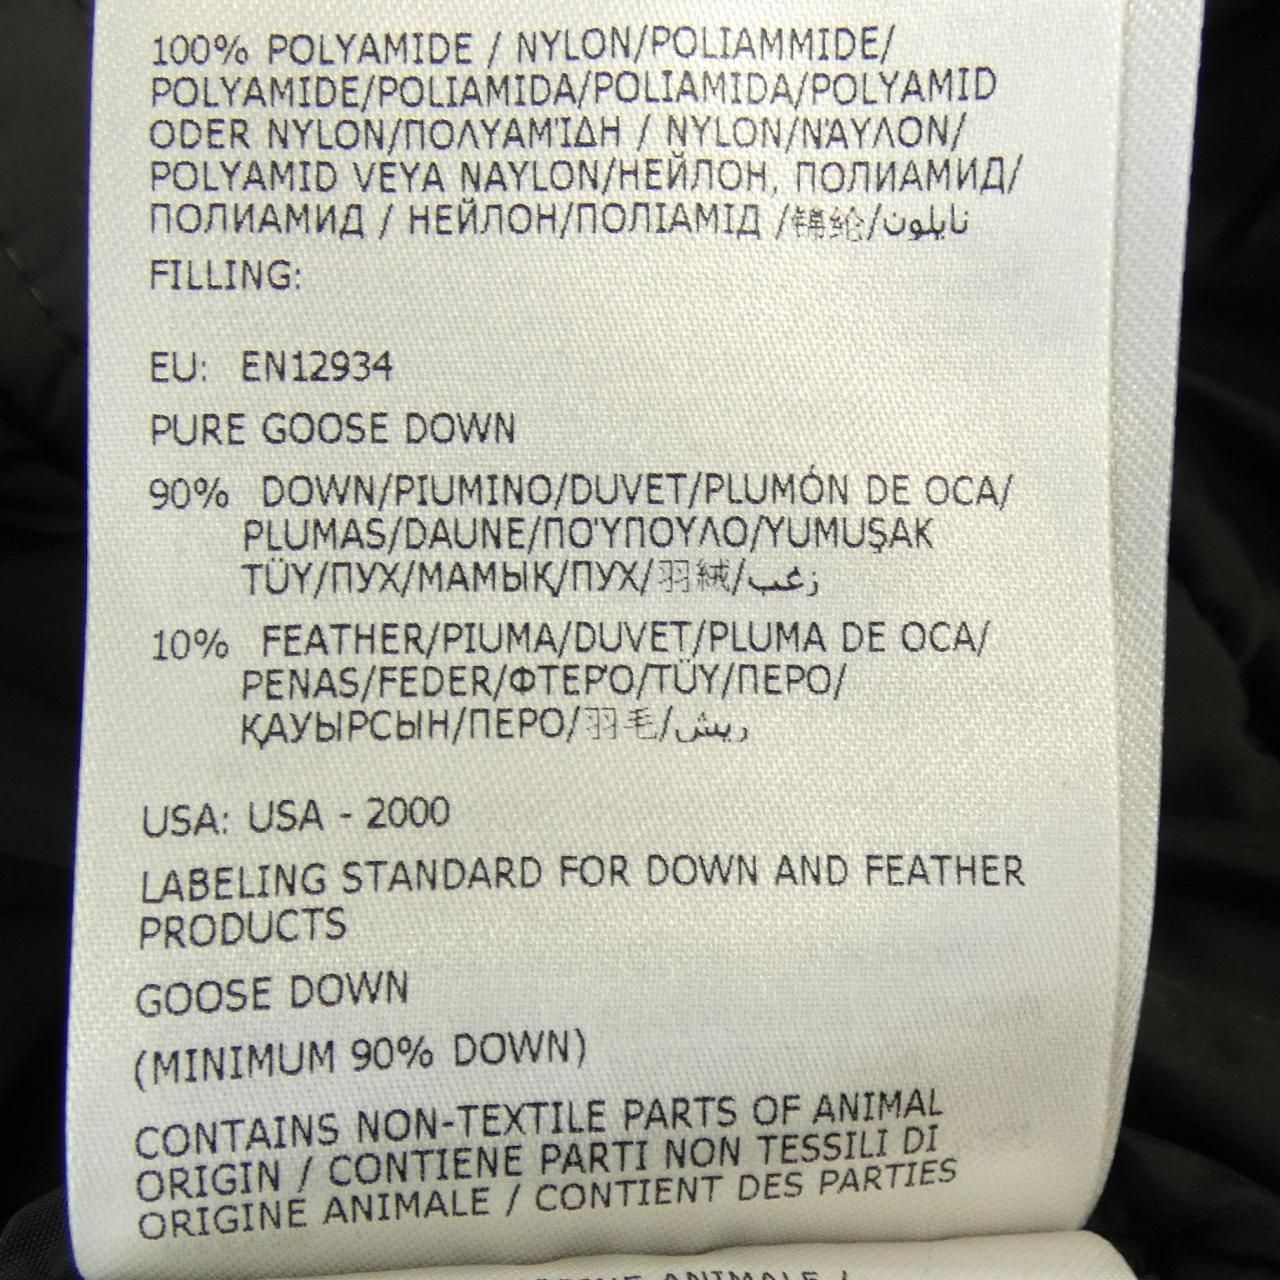 100% POLYAMIDE / NYLON/POLIAMMIDE/
POLYAMIDE/POLIAMIDA/POLIAMIDA/POLYAMID
ODER NYLON/ΠΟΛΥΑΜΊΔΗ / NYLON/ΝΆΥΛΟΝ/
POLYAMID VEYA NAYLON/НЕЙЛОН, ПОЛИАМИД/
ПОЛИАМИД / НЕЙЛОН/ПОЛІАМІД /锦纶/نايلون
FILLING:
EU: EN12934
PURE GOOSE DOWN
90% DOWN/PIUMINO/DUVET/PLUMÓN DE OCA/
PLUMAS/DAUNE/ΠΟΎΠΟΥΛΟ/YUMUŞAK
TÜY/ПУХ/МАМЫҚ/ПУХ/羽絨/زغب
10% FEATHER/PIUMA/DUVET/PLUMA DE OCA/
PENAS/FEDER/ΦΤΕΡΌ/TÜY/ПЕРО/
ҚАУЫРСЫН/ПЕРО/羽毛/ريش
USA: USA - 2000
LABELING STANDARD FOR DOWN AND FEATHER
PRODUCTS
GOOSE DOWN
(MINIMUM 90% DOWN)
CONTAINS NON-TEXTILE PARTS OF ANIMAL
ORIGIN / CONTIENE PARTI NON TESSILI DI
ORIGINE ANIMALE / CONTIENT DES PARTIES